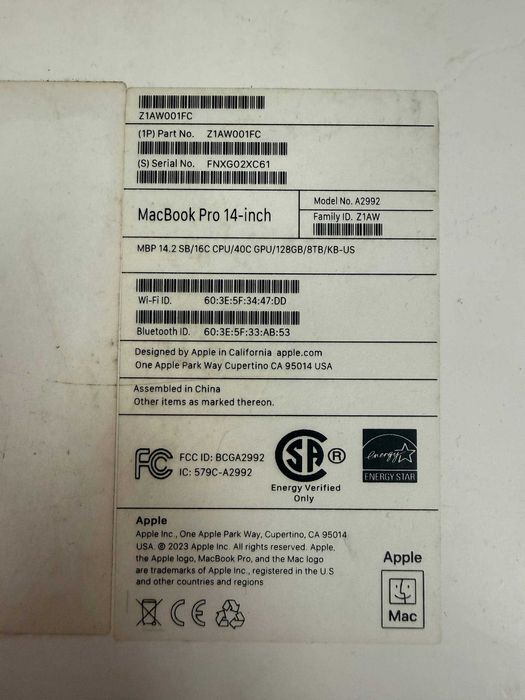 Z1AW001FC
(1P) Part No. Z1AW001FC
(S) Serial No. FNXG02XC61
MacBook Pro 14-inch
Model No. A2992
Family ID. Z1AW
MBP 14.2 SB/16C CPU/40C GPU/128GB/8TB/KB-US
Wi-Fi ID. 60:3E:5F:34:47:DD
Bluetooth ID. 60:3E:5F:33:AB:53
Designed by Apple in California apple.com
One Apple Park Way Cupertino CA 95014 USA
Assembled in China
Other items as marked thereon.
FC
FCC ID: BCGA2992
IC: 579C-A2992
SA ®
Energy Verified
Only
energy
ENERGY STAR
Apple
Apple Inc., One Apple Park Way, Cupertino, CA 95014
USA. © 2023 Apple Inc. All rights reserved. Apple,
the Apple logo, MacBook Pro, and the Mac logo
are trademarks of Apple Inc., registered in the U.S
and other countries and regions
CE
Apple
Mac